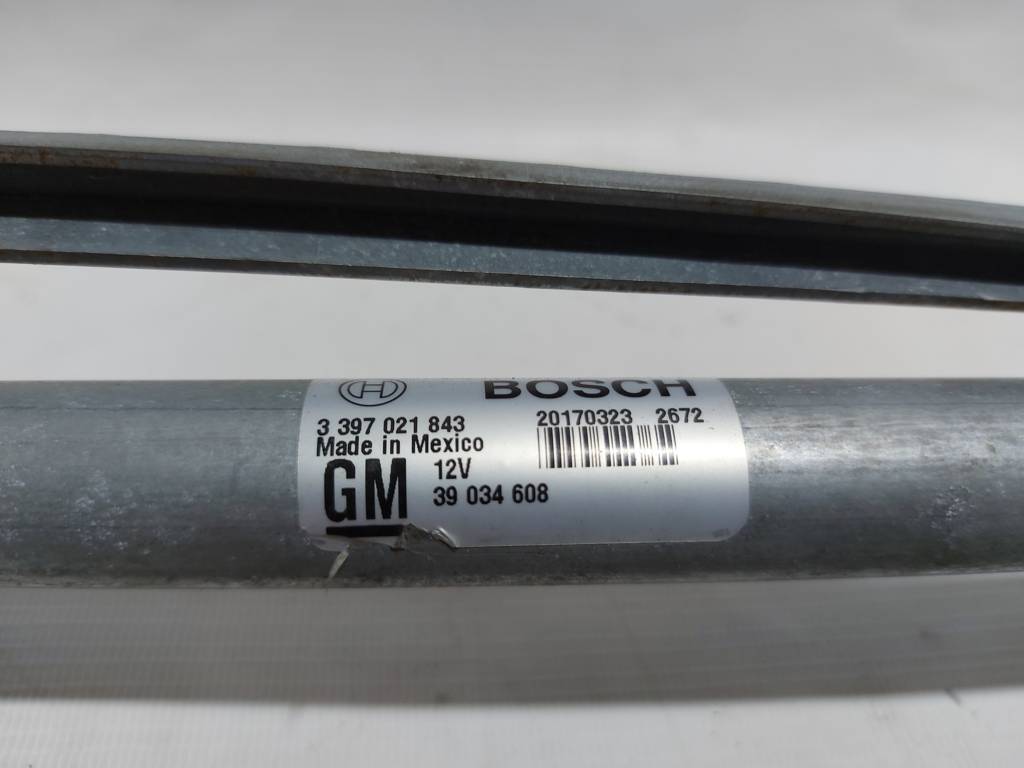 BOSCH
3 397 021 843 20170323 2672
Made in Mexico
GM 12V
39 034 608